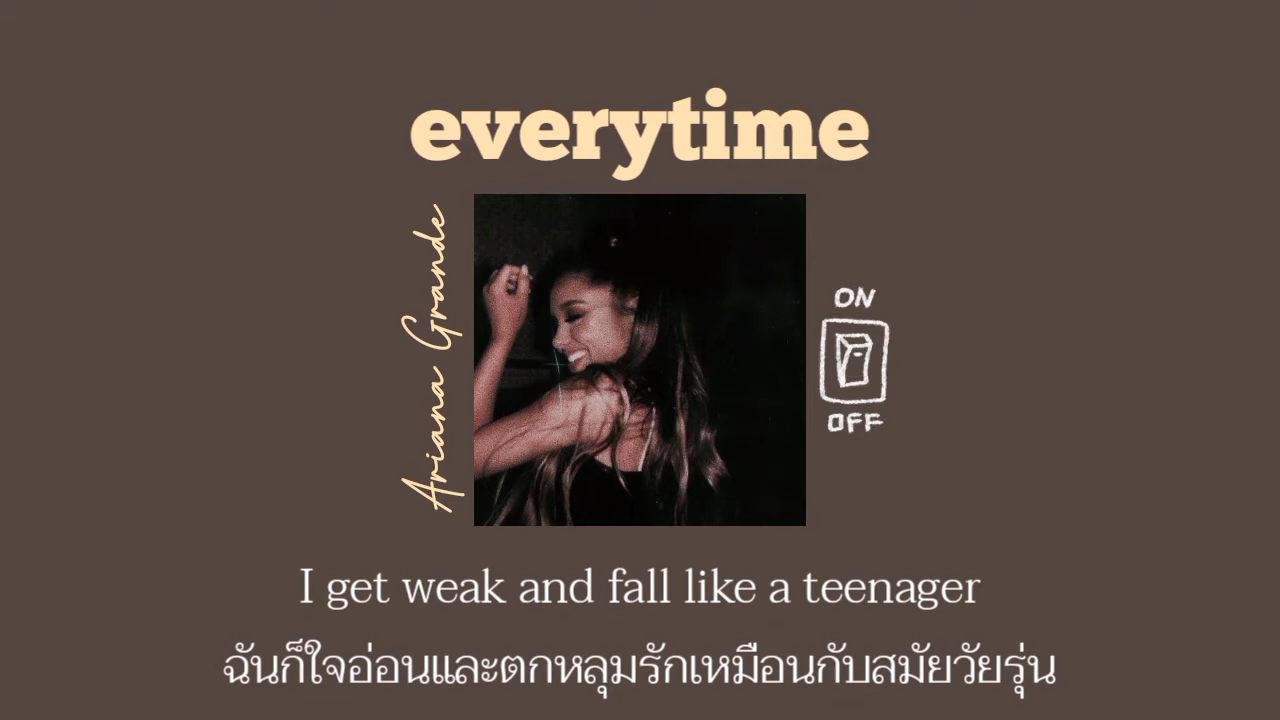 everytime
Ariana Grande
ON
OFF
I get weak and fall like a teenager
ฉันก็ใจอ่อนและตกหลุมรักเหมือนกับสมัยวัยรุ่น